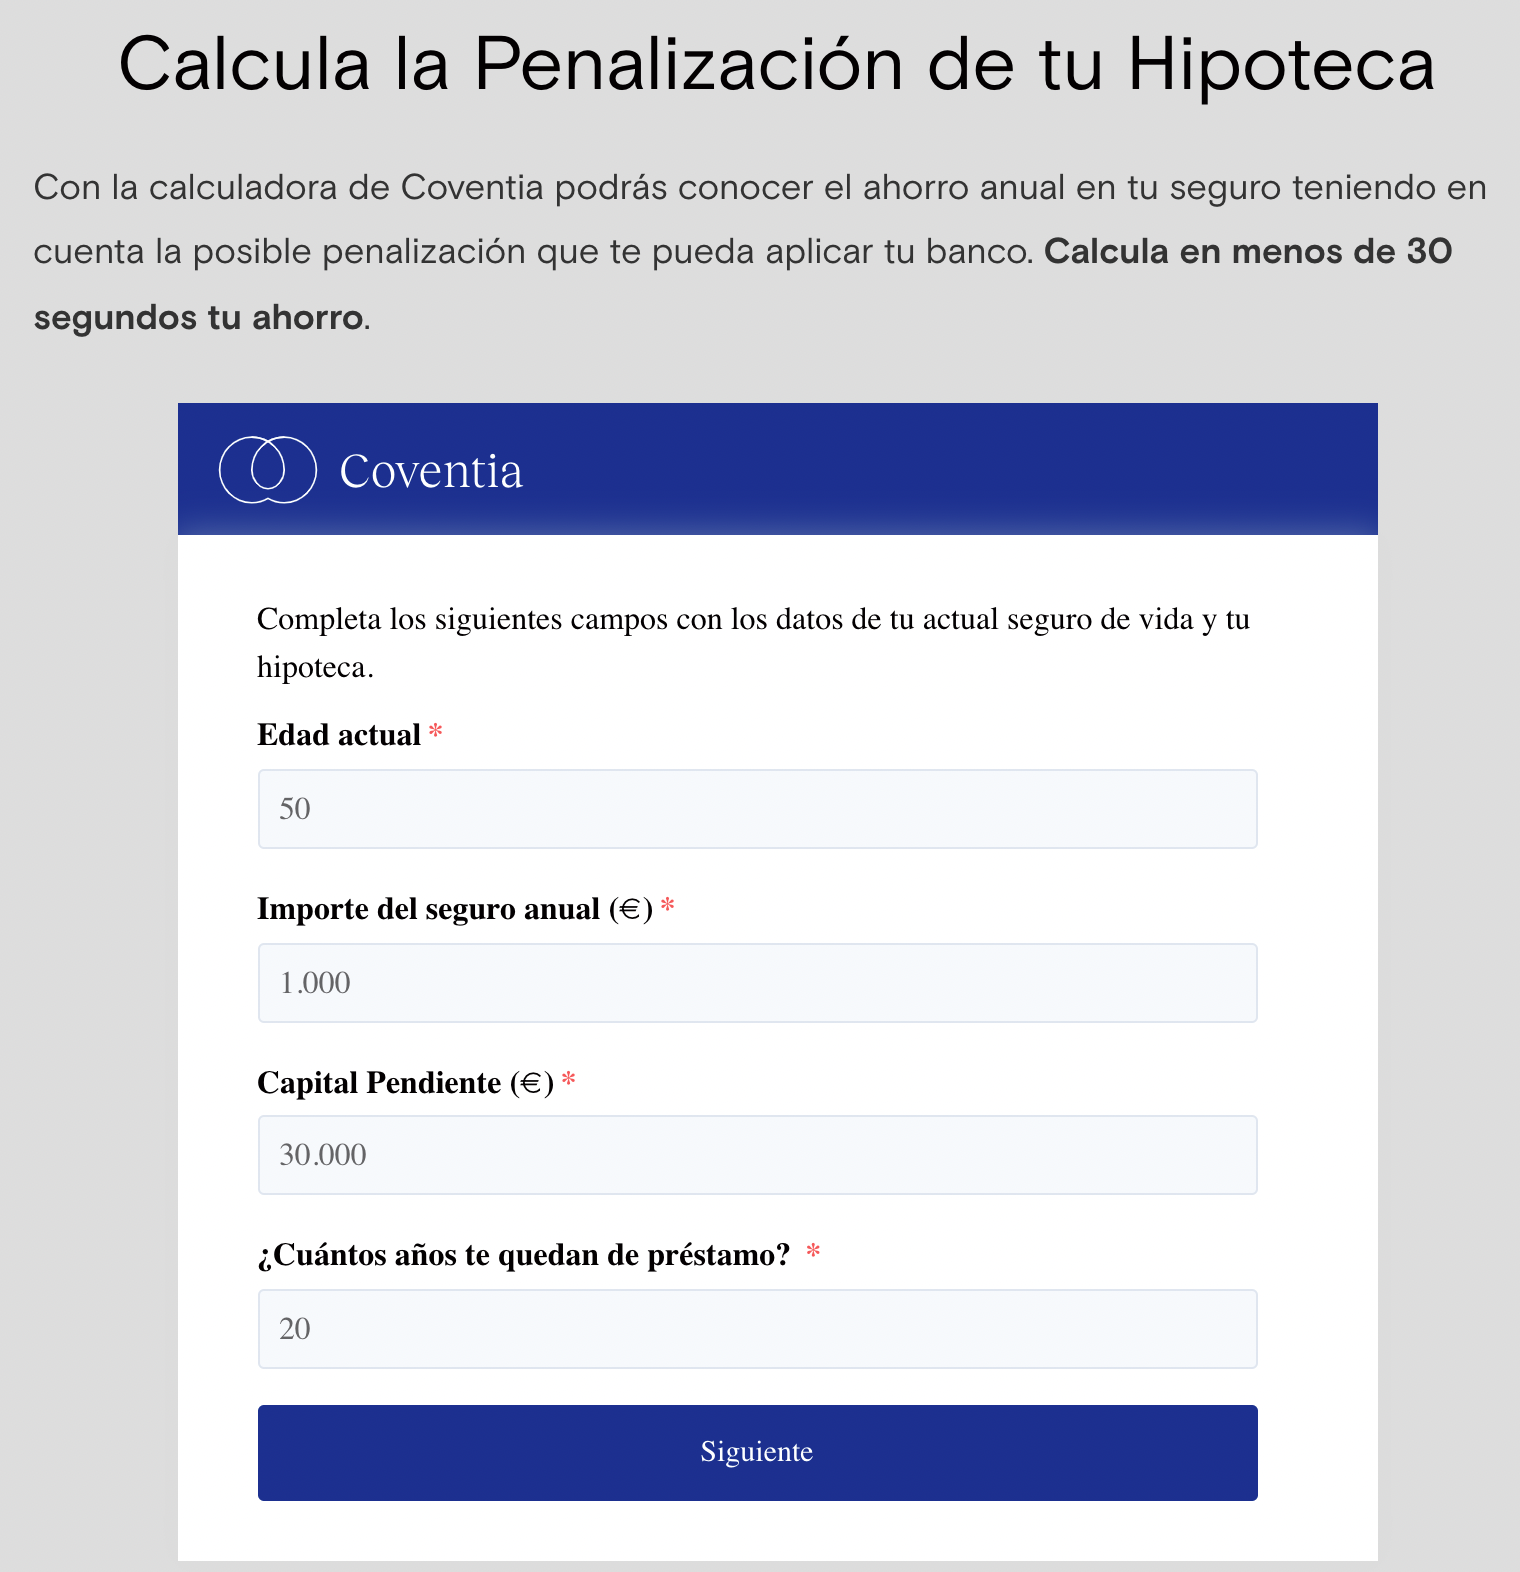 Calcula la Penalización de tu Hipoteca
Con la calculadora de Coventia podrás conocer el ahorro anual en tu seguro teniendo en
cuenta la posible penalización que te pueda aplicar tu banco. Calcula en menos de 30
segundos tu ahorro.
Coventia
Completa los siguientes campos con los datos de tu actual seguro de vida y tu
hipoteca.
Edad actual *
50
Importe del seguro anual (€) *
1.000
Capital Pendiente (€) *
30.000
¿Cuántos años te quedan de préstamo? *
20
Siguiente